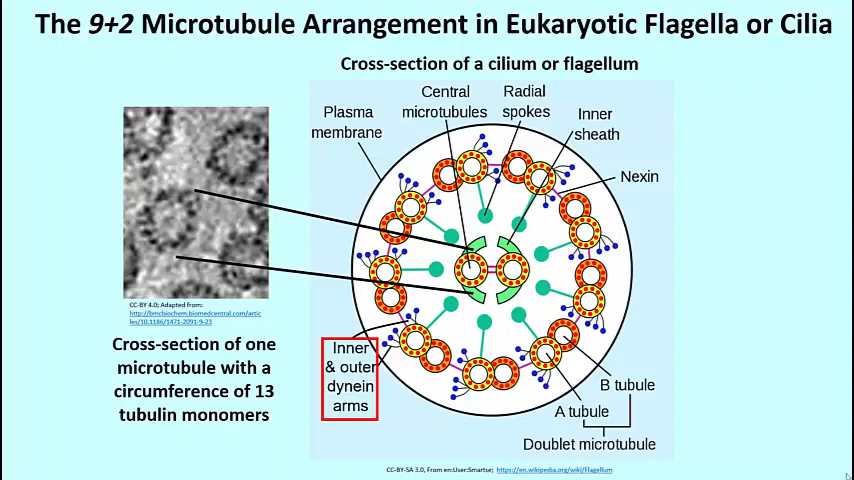 The 9+2 Microtubule Arrangement in Eukaryotic Flagella or Cilia
Cross-section of a cilium or flagellum
Central
microtubules
Radial
spokes
Plasma
membrane
Inner
sheath
Nexin
CC-BY 4.0; Adapted from:
http://bmcbiochem.biomedcentral.com/artic
les/10.1186/1471-2091-9-23
Cross-section of one
microtubule with a
circumference of 13
tubulin monomers
Inner
& outer
dynein
arms
B tubule
A tubule
Doublet microtubule
CC-BY-SA 3.0, From en:User:Smartse; https://en.wikipedia.org/wiki/Flagellum